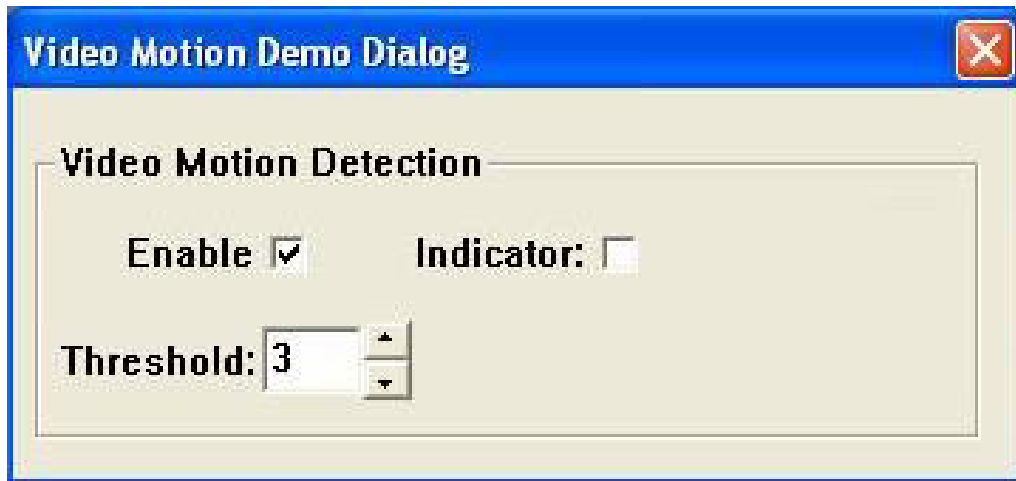 Video Motion Demo Dialog
Video Motion Detection
Enable Indicator:
Threshold: 3